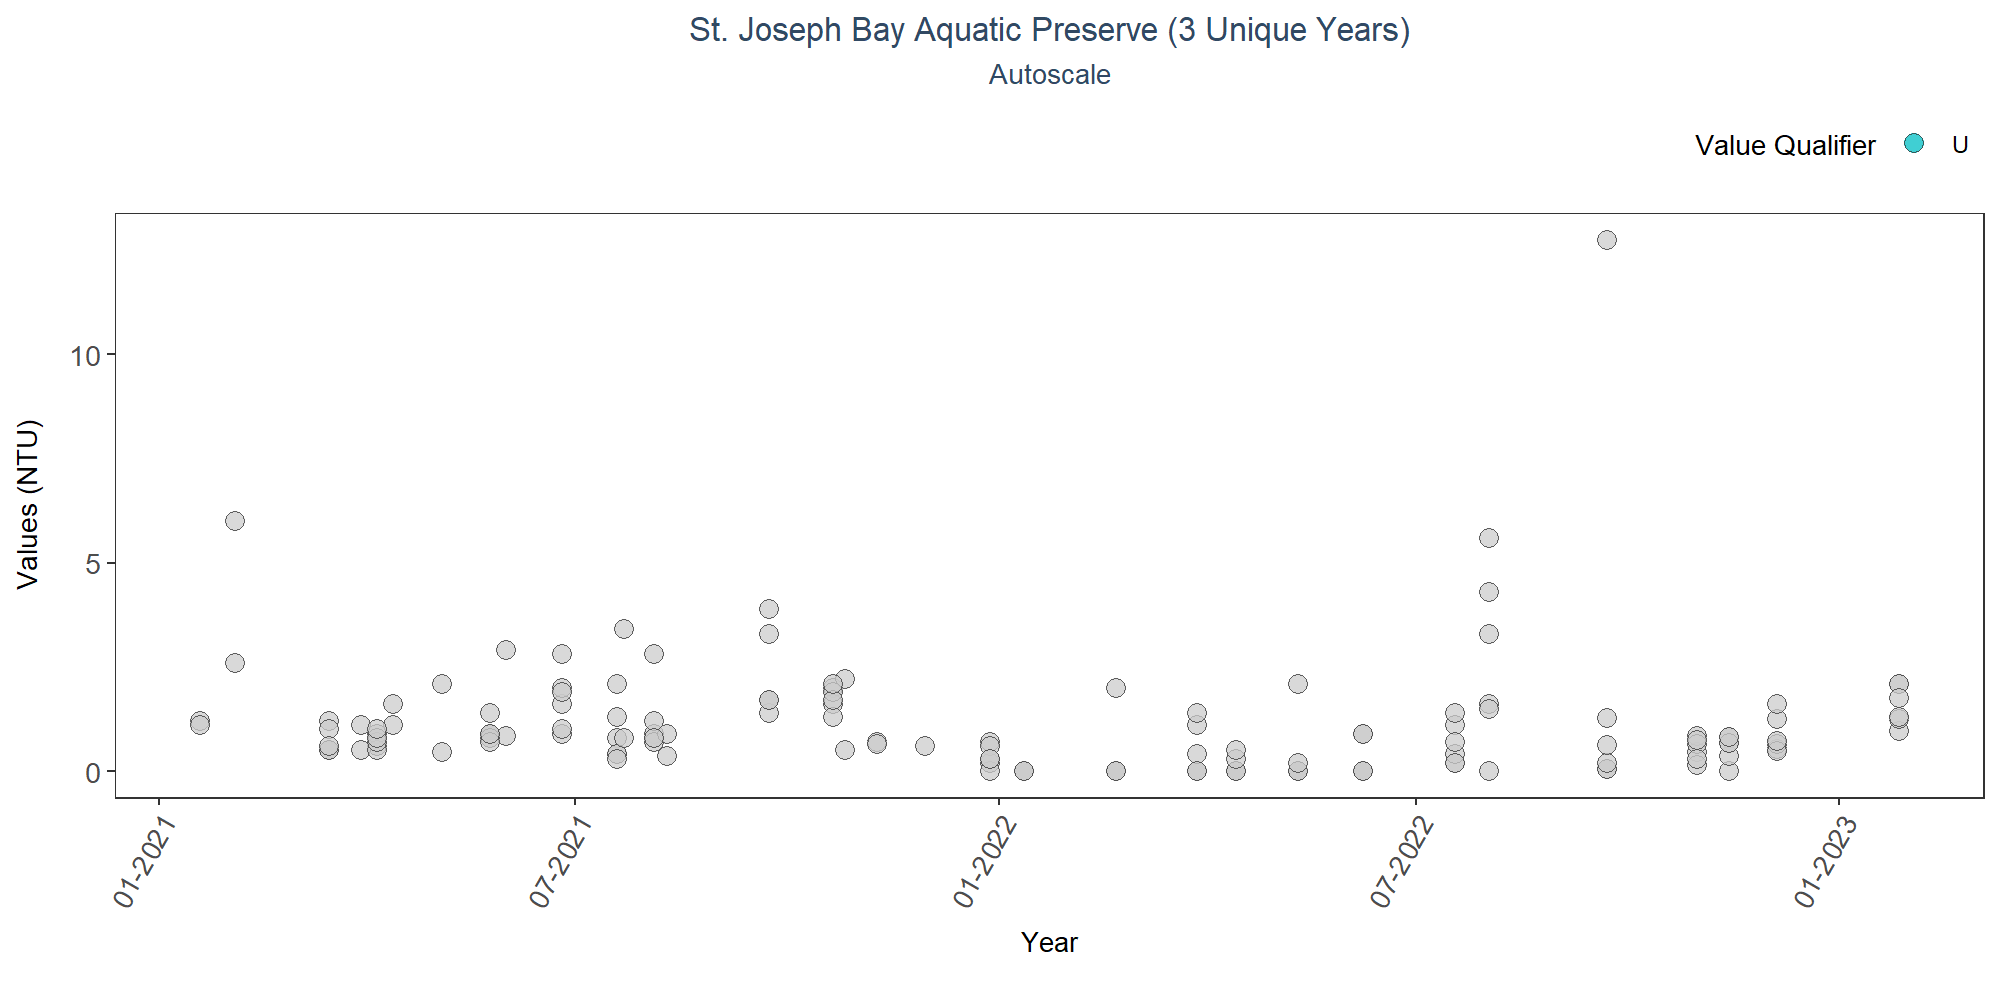 St. Joseph Bay Aquatic Preserve (3 Unique Years)
Autoscale
Value Qualifier U
Values (NTU)
10
5
0
01-2021 07-2021 01-2022 07-2022 01-2023
Year